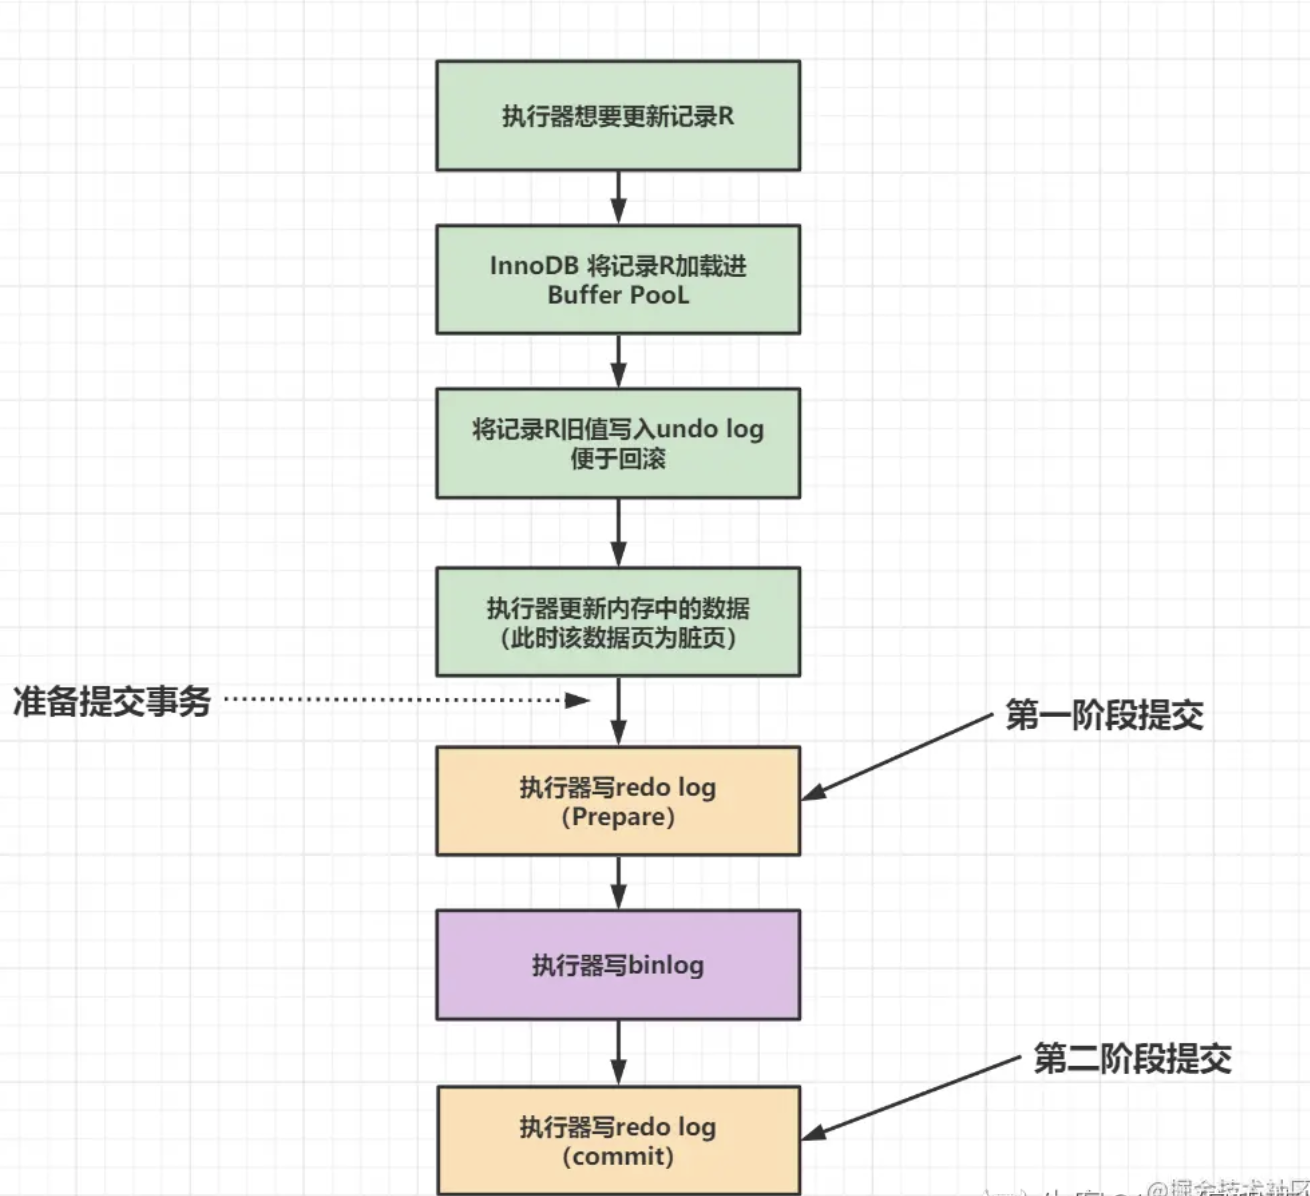 执行器想要更新记录R
InnoDB 将记录R加载进
Buffer PooL
将记录R旧值写入undo log
便于回滚
执行器更新内存中的数据
（此时该数据页为脏页）
准备提交事务
第一阶段提交
执行器写redo log
（Prepare）
执行器写binlog
第二阶段提交
执行器写redo log
(commit)
@掘金技术社区